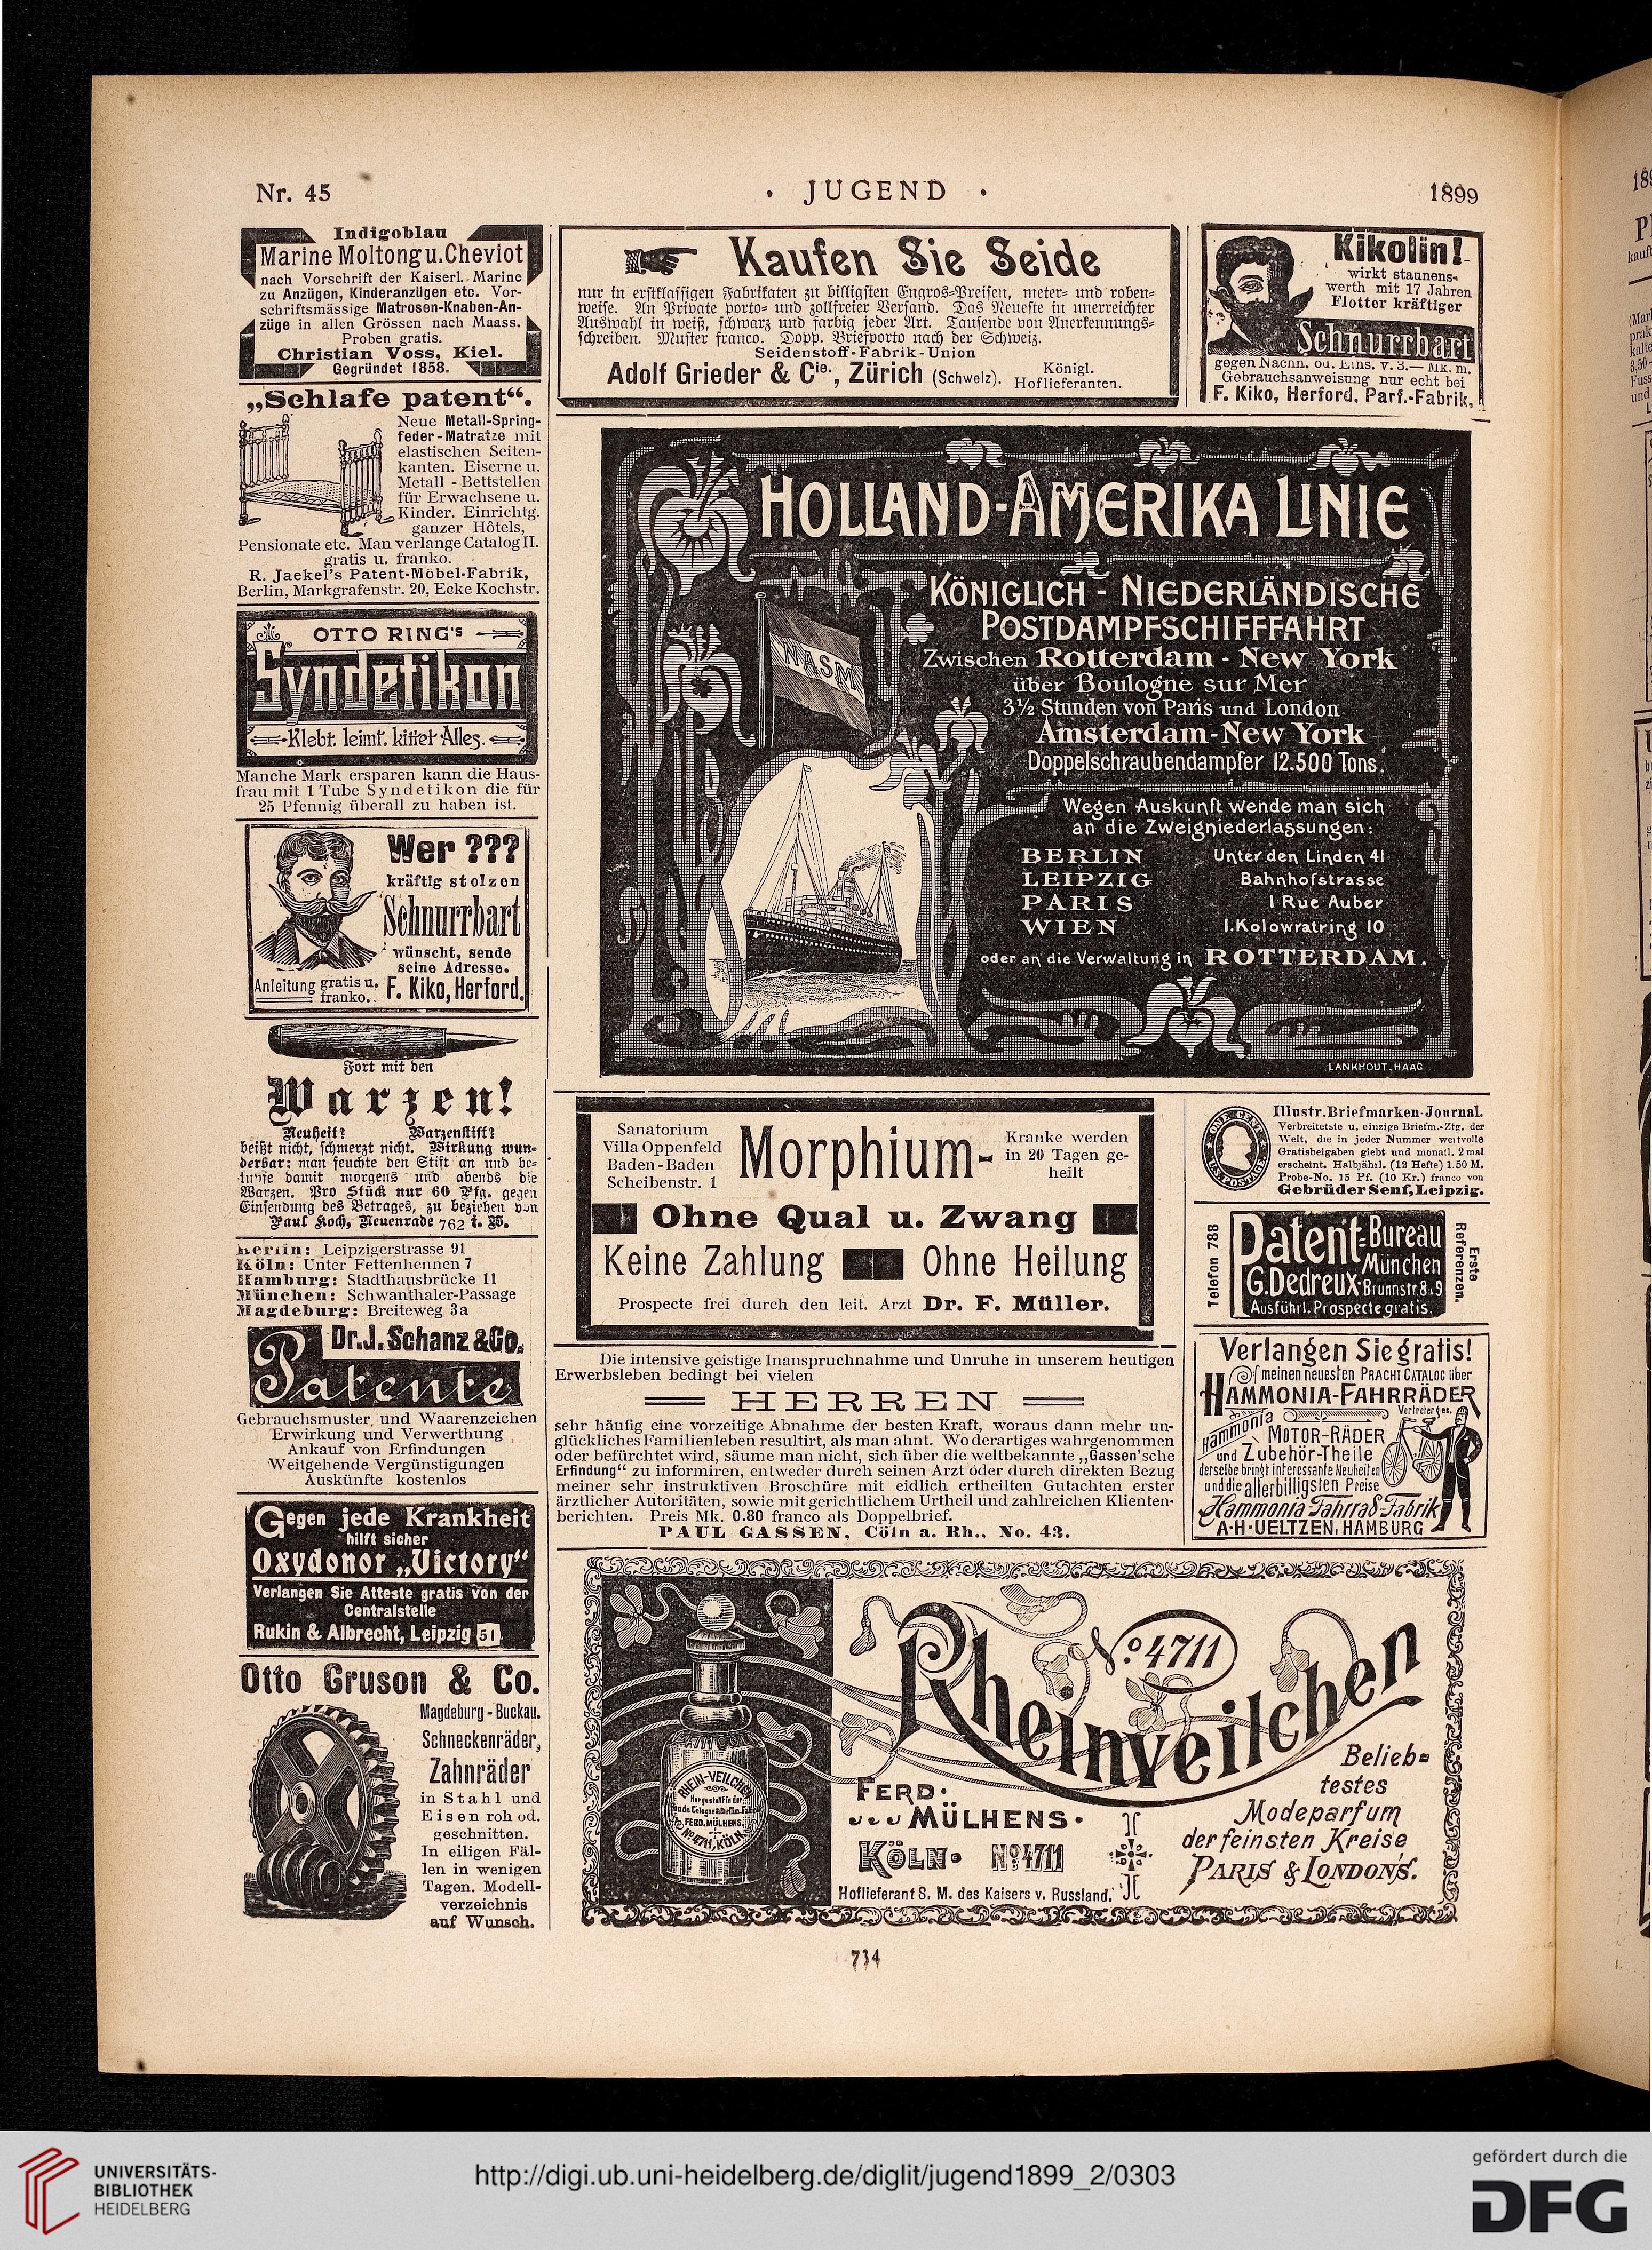 Nr. 45
· JUGEND ·
1899
Indigoblau
Marine Moltong u. Cheviot
nach Vorschrift der Kaiserl. Marine
zu Anzügen, Kinderanzügen etc. Vor-
schriftsmässige Matrosen-Knaben-An-
züge in allen Grössen nach Maass.
Proben gratis.
Christian Voss, Kiel.
Gegründet 1858.
„Schlafe patent“.
Neue Metall-Spring-
feder-Matratze mit
elastischen Seiten-
kanten. Eiserne u.
Metall-Bettstellen
für Erwachsene u.
Kinder. Einrichtg.
ganzer Hôtels,
Pensionate etc. Man verlange Catalog II.
gratis u. franko.
R. Jaekel's Patent-Möbel-Fabrik,
Berlin, Markgrafenstr. 20, Ecke Kochstr.
OTTO RING'S
Syndetikon
Klebt, leimt, kittet Alles.
Manche Mark ersparen kann die Haus-
frau mit 1 Tube Syndetikon die für
25 Pfennig überall zu haben ist.
Wer ???
kräftig stolzen
Schnurrbart
wünscht, sende
seine Adresse.
Anleitung gratis u.
franko.. F. Kiko, Herford.
Fort mit den
Warzen!
Neuheit? Warzenstift?
beißt nicht, schmerzt nicht. Wirkung wun-
derbar: man feuchte den Stift an und be-
damit morgens und abends die
Warzen. Pro Stück nur 60 Pfg. gegen
Einsendung des Betrages, zu beziehen von
Paul Koch, Neuenrade 762 i. W.
Berlin: Leipzigerstrasse 91
Köln: Unter Fettenhennen 7
Hamburg: Stadthausbrücke 11
München: Schwanthaler-Passage
Magdeburg: Breiteweg 3a
Dr. J. Schanz & Co.
Patente
Gebrauchsmuster und Waarenzeichen
Erwirkung und Verwerthung
Ankauf von Erfindungen
Weitgehende Vergünstigungen
Auskünfte kostenlos
Gegen jede Krankheit
hilft sicher
Oxydonor „Victory“
Verlangen Sie Atteste gratis von der
Centralstelle
Rukin & Albrecht, Leipzig 51
Otto Gruson & Co.
Magdeburg-Buckau.
Schneckenräder,
Zahnräder
in Stahl und
Eisen roh od.
geschnitten.
In eiligen Fäl-
len in wenigen
Tagen. Modell-
verzeichnis
auf Wunsch.
Kaufen Sie Seide
nur in erstklassigen Fabrikaten zu billigsten Engros-Preisen, meter- und roben-
weise. An Private porto- und zollfreier Versand. Das Neueste in unerreichter
Auswahl in weiß, schwarz und farbig jeder Art. Tausende von Anerkennungs-
schreiben. Muster franco. Dopp. Briefporto nach der Schweiz.
Seidenstoff-Fabrik-Union
Adolf Grieder & Cie., Zürich (Schweiz). Königl.
Hoflieferanten.
Kikolin!
wirkt staunens-
werth mit 17 Jahren
Flotter kräftiger
Schnurrbart
gegen Nachn. od. Eins. v. 3.— Mk. m.
Gebrauchsanweisung nur echt bei
F. Kiko, Herford. Parf.-Fabrik.
HOLLAND-AMERIKA LINIE
KÖNIGLICH-NIEDERLÄNDISCHE
POSTDAMPFSCHIFFFAHRT
NASM
Zwischen Rotterdam - New York
über Boulogne sur Mer
3½ Stunden von Paris und London
Amsterdam-New York
Doppelschraubendampfer 12.500 Tons.
Wegen Auskunft wende man sich
an die Zweigniederlassungen:
BERLIN Unter den Linden 41
LEIPZIG Bahnhofstrasse
PARIS 1 Rue Auber
WIEN I. Kolowratring 10
oder an die Verwaltung in ROTTERDAM.
LANKHOUT. HAAG
Sanatorium
Villa Oppenfeld
Baden-Baden
Scheibenstr. 1
Morphium-
Kranke werden
in 20 Tagen ge-
heilt
Ohne Qual u. Zwang
Keine Zahlung Ohne Heilung
Prospecte frei durch den leit. Arzt Dr. F. Müller.
Die intensive geistige Inanspruchnahme und Unruhe in unserem heutigen
Erwerbsleben bedingt bei vielen
HERREN
sehr häufig eine vorzeitige Abnahme der besten Kraft, woraus dann mehr un-
glückliches Familienleben resultirt, als man ahnt. Wo derartiges wahrgenommen
oder befürchtet wird, säume man nicht, sich über die weltbekannte „Gassen'sche
Erfindung“ zu informiren, entweder durch seinen Arzt oder durch direkten Bezug
meiner sehr instruktiven Broschüre mit eidlich ertheilten Gutachten erster
ärztlicher Autoritäten, sowie mit gerichtlichem Urtheil und zahlreichen Klienten-
berichten. Preis Mk. 0.80 franco als Doppelbrief.
PAUL GASSEN, Cöln a. Rh., No. 43.
ONE CENT
U.S. POSTAGE
Illustr. Briefmarken-Journal.
Verbreitetste u. einzige Briefm.-Ztg. der
Welt, die in jeder Nummer wertvolle
Gratisbeigaben giebt und monatl. 2 mal
erscheint. Halbjährl. (12 Hefte) 1.50 M.
Probe-No. 15 Pf. (10 Kr.) franco von
Gebrüder Senf, Leipzig.
Telefon 788
Patent-Bureau
München
G. Dedreux Brunnstr. 8 u. 9
Ausführl. Prospecte gratis.
Erste
Referenzen.
Verlangen Sie gratis!
meinen neuesten PRACHT CATALOG über
HAMMONIA-FAHRRÄDER
Vertreter ges.
Hammonia
MOTOR-RÄDER
und Zubehör-Theile
derselbe bringt interessante Neuheiten
und die allerbilligsten Preise
Hammonia-Fahrrad-Fabrik
A·H·UELTZEN, HAMBURG
No. 4711
Rheinveilchen
RHEIN-VEILCHEN
Hergestellt in der
Eau de Cologne & Parfüm.-Fabrik
FERD. MÜLHENS.
No. 4711, KÖLN
FERD.
MÜLHENS.
KÖLN. No. 4711
Hoflieferant S. M. des Kaisers v. Russland.
Belieb-
testes
Modeparfum
der feinsten Kreise
PARIS & LONDON'S.
734
UNIVERSITÄTS-
BIBLIOTHEK
HEIDELBERG
http://digi.ub.uni-heidelberg.de/diglit/jugend1899_2/0303
gefördert durch die
DFG